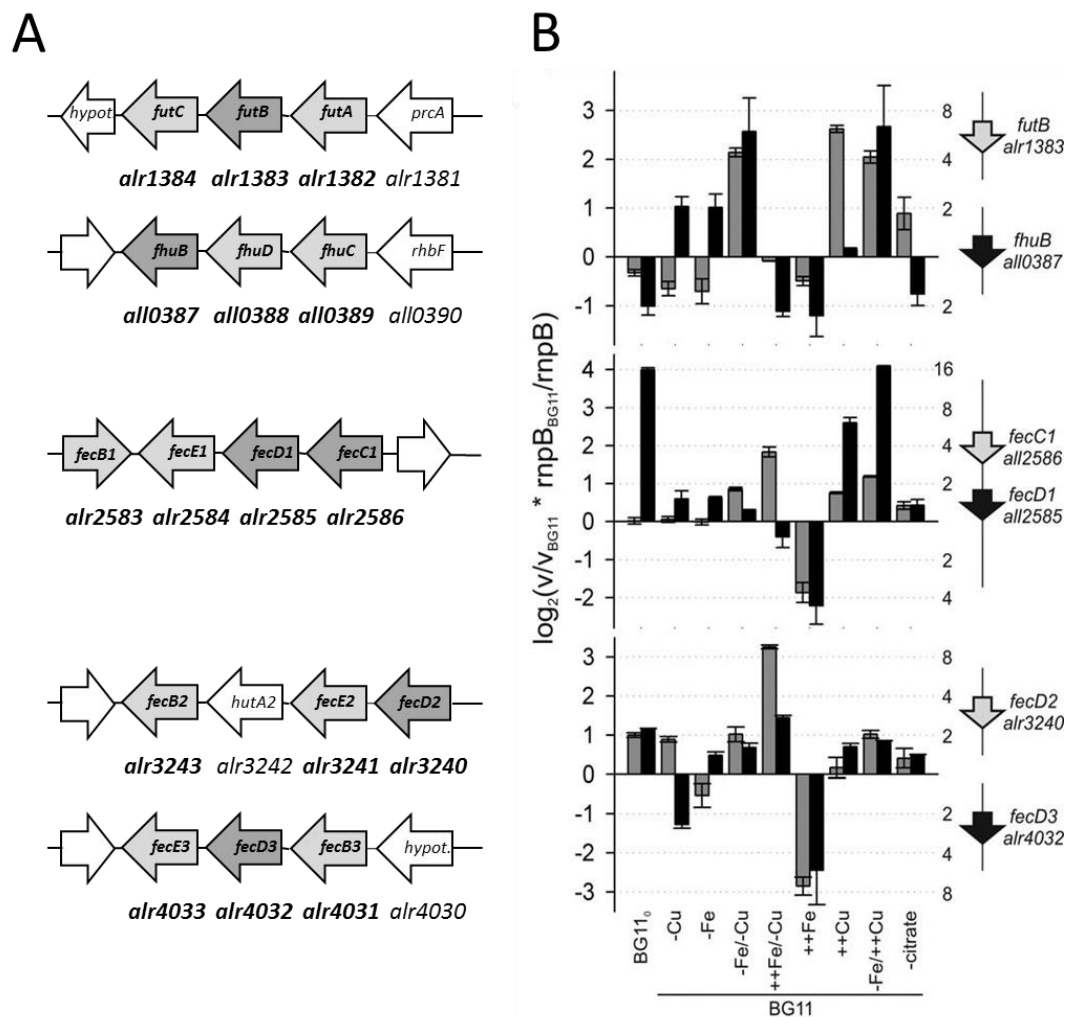 A
hypot. futC futB futA prcA
alr1384 alr1383 alr1382 alr1381
fhuB fhuD fhuC rhbF
all0387 all0388 all0389 all0390
fecB1 fecE1 fecD1 fecC1
alr2583 alr2584 alr2585 alr2586
fecB2 hutA2 fecE2 fecD2
alr3243 alr3242 alr3241 alr3240
fecE3 fecD3 fecB3 hypot.
alr4033 alr4032 alr4031 alr4030
B
log₂(v/v_BG11 * rnpB_BG11/rnpB)
3
2
1
0
-1
8
4
2
2
futB
alr1383
fhuB
all0387
4
3
2
1
0
-1
-2
16
8
4
2
2
4
fecC1
all2586
fecD1
all2585
3
2
1
0
-1
-2
-3
8
4
2
2
4
8
fecD2
alr3240
fecD3
alr4032
BG11₀
-Cu
-Fe
-Fe/-Cu
++Fe/-Cu
++Fe
++Cu
-Fe/++Cu
-citrate
BG11